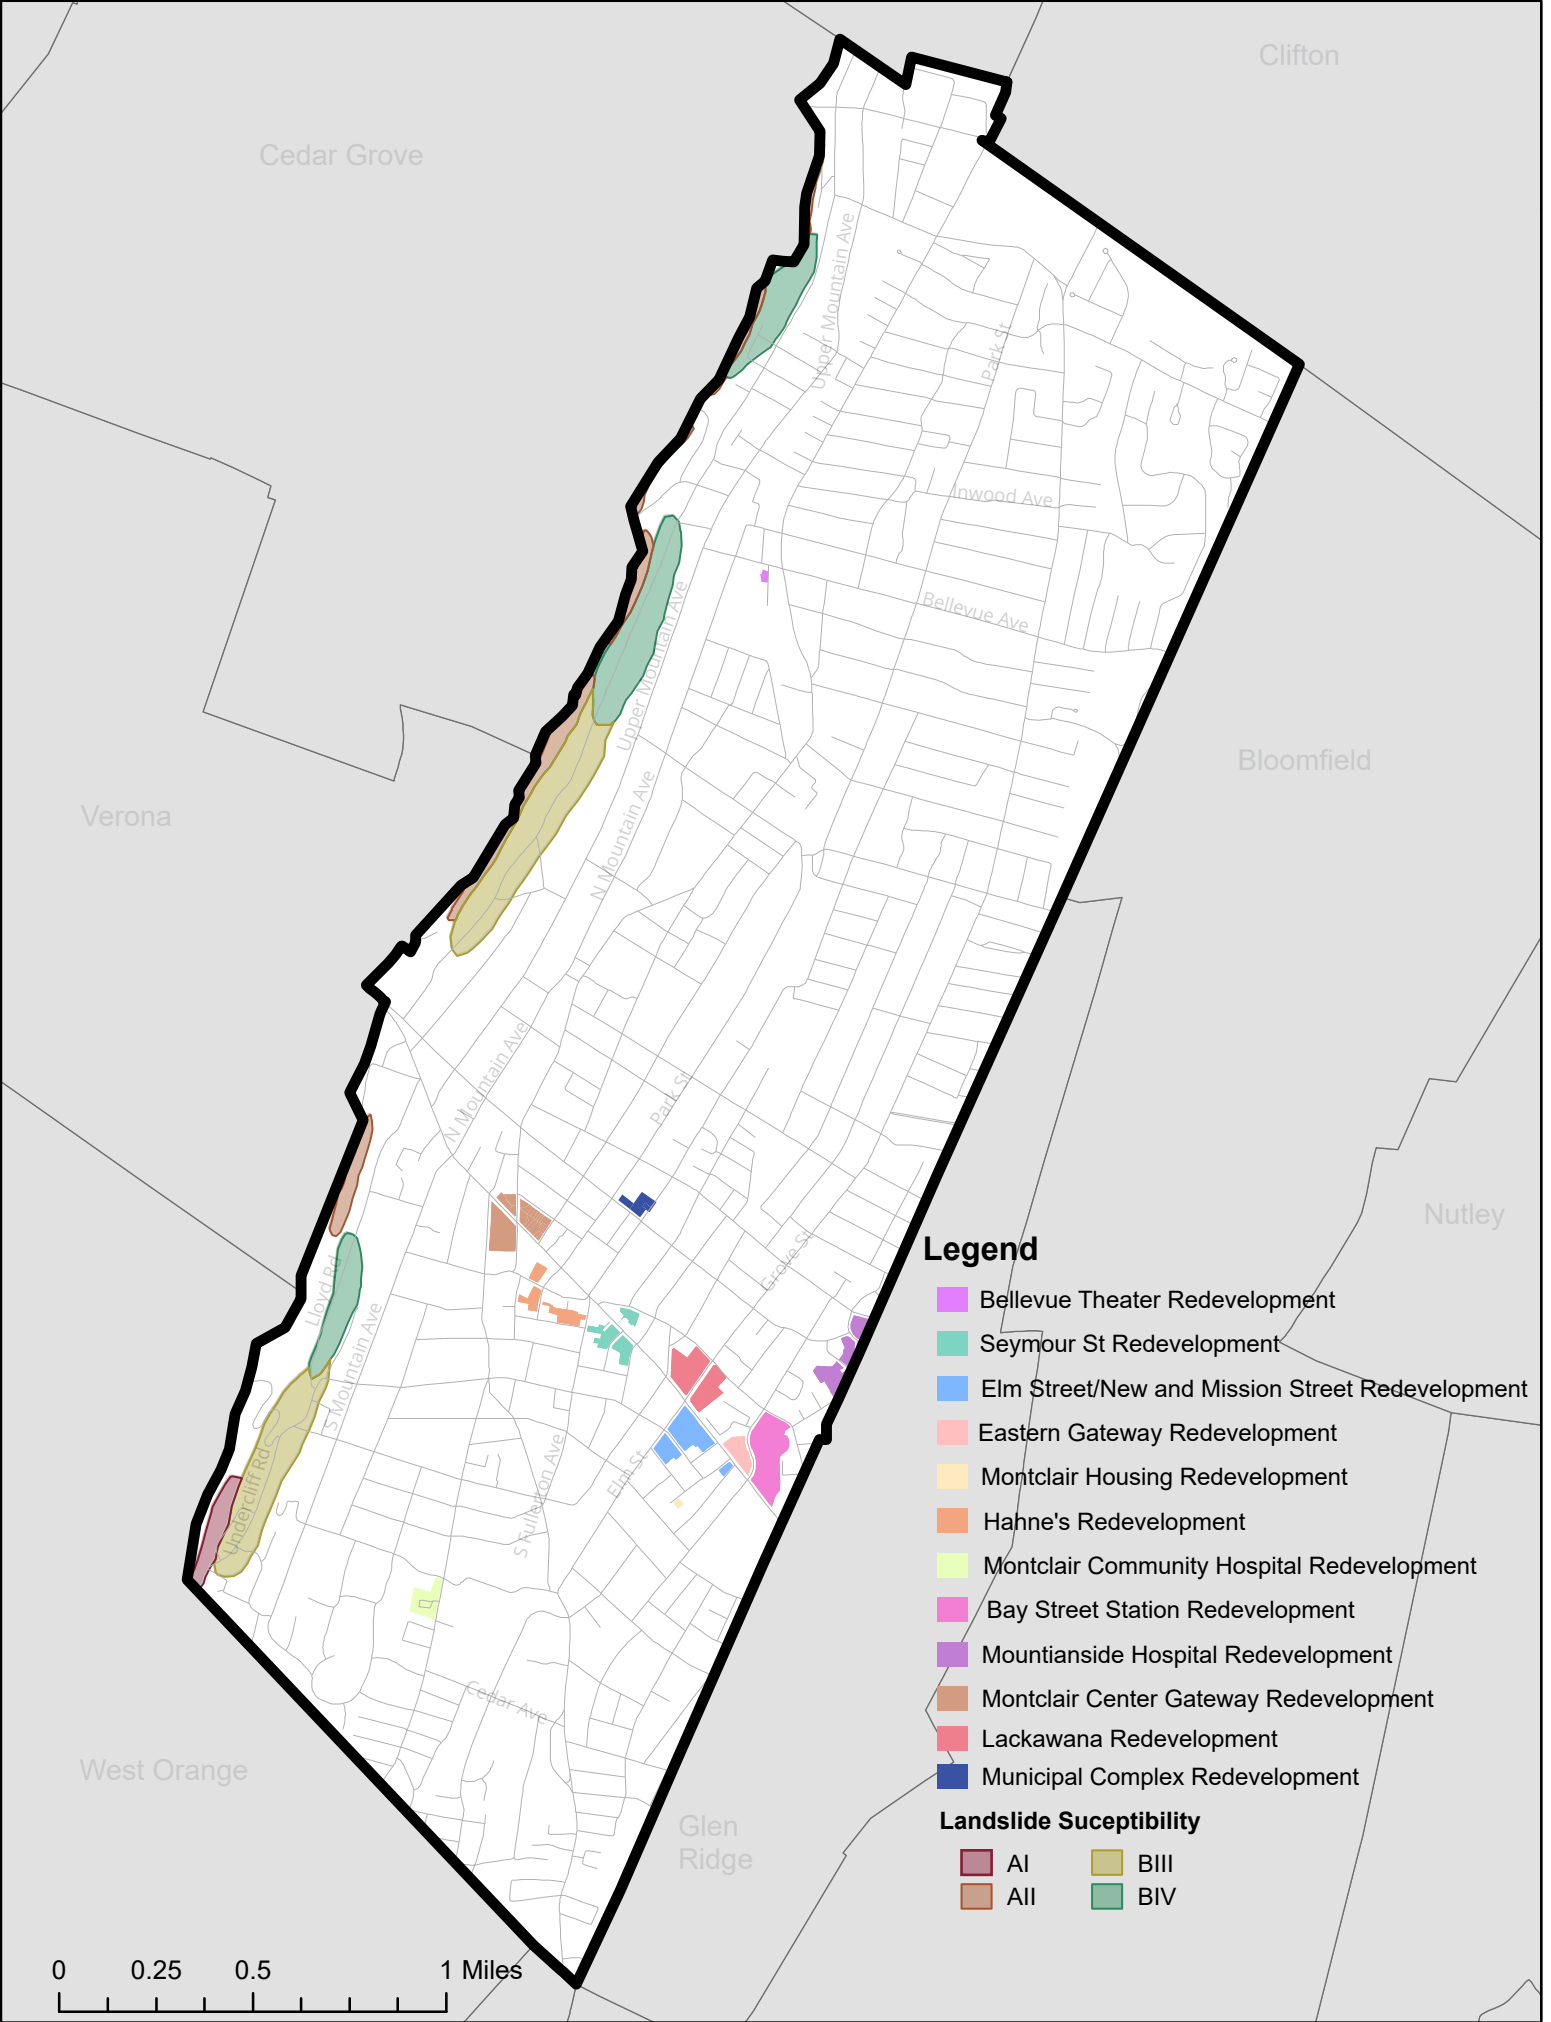 Clifton
Cedar Grove
Upper Mountain Ave
Park St
Inwood Ave
Bellevue Ave
Upper Mountain Ave
Bloomfield
Verona
N Mountain Ave
N Mountain Ave
Park St
Nutley
Grove St
Lloyd Rd
S Mountain Ave
Undercliff Rd
S Fullerton Ave
Elm St
Cedar Ave
West Orange
Glen
Ridge
Legend
Bellevue Theater Redevelopment
Seymour St Redevelopment
Elm Street/New and Mission Street Redevelopment
Eastern Gateway Redevelopment
Montclair Housing Redevelopment
Hahne's Redevelopment
Montclair Community Hospital Redevelopment
Bay Street Station Redevelopment
Mountianside Hospital Redevelopment
Montclair Center Gateway Redevelopment
Lackawana Redevelopment
Municipal Complex Redevelopment
Landslide Suceptibility
AI BIII
AII BIV
0 0.25 0.5 1 Miles